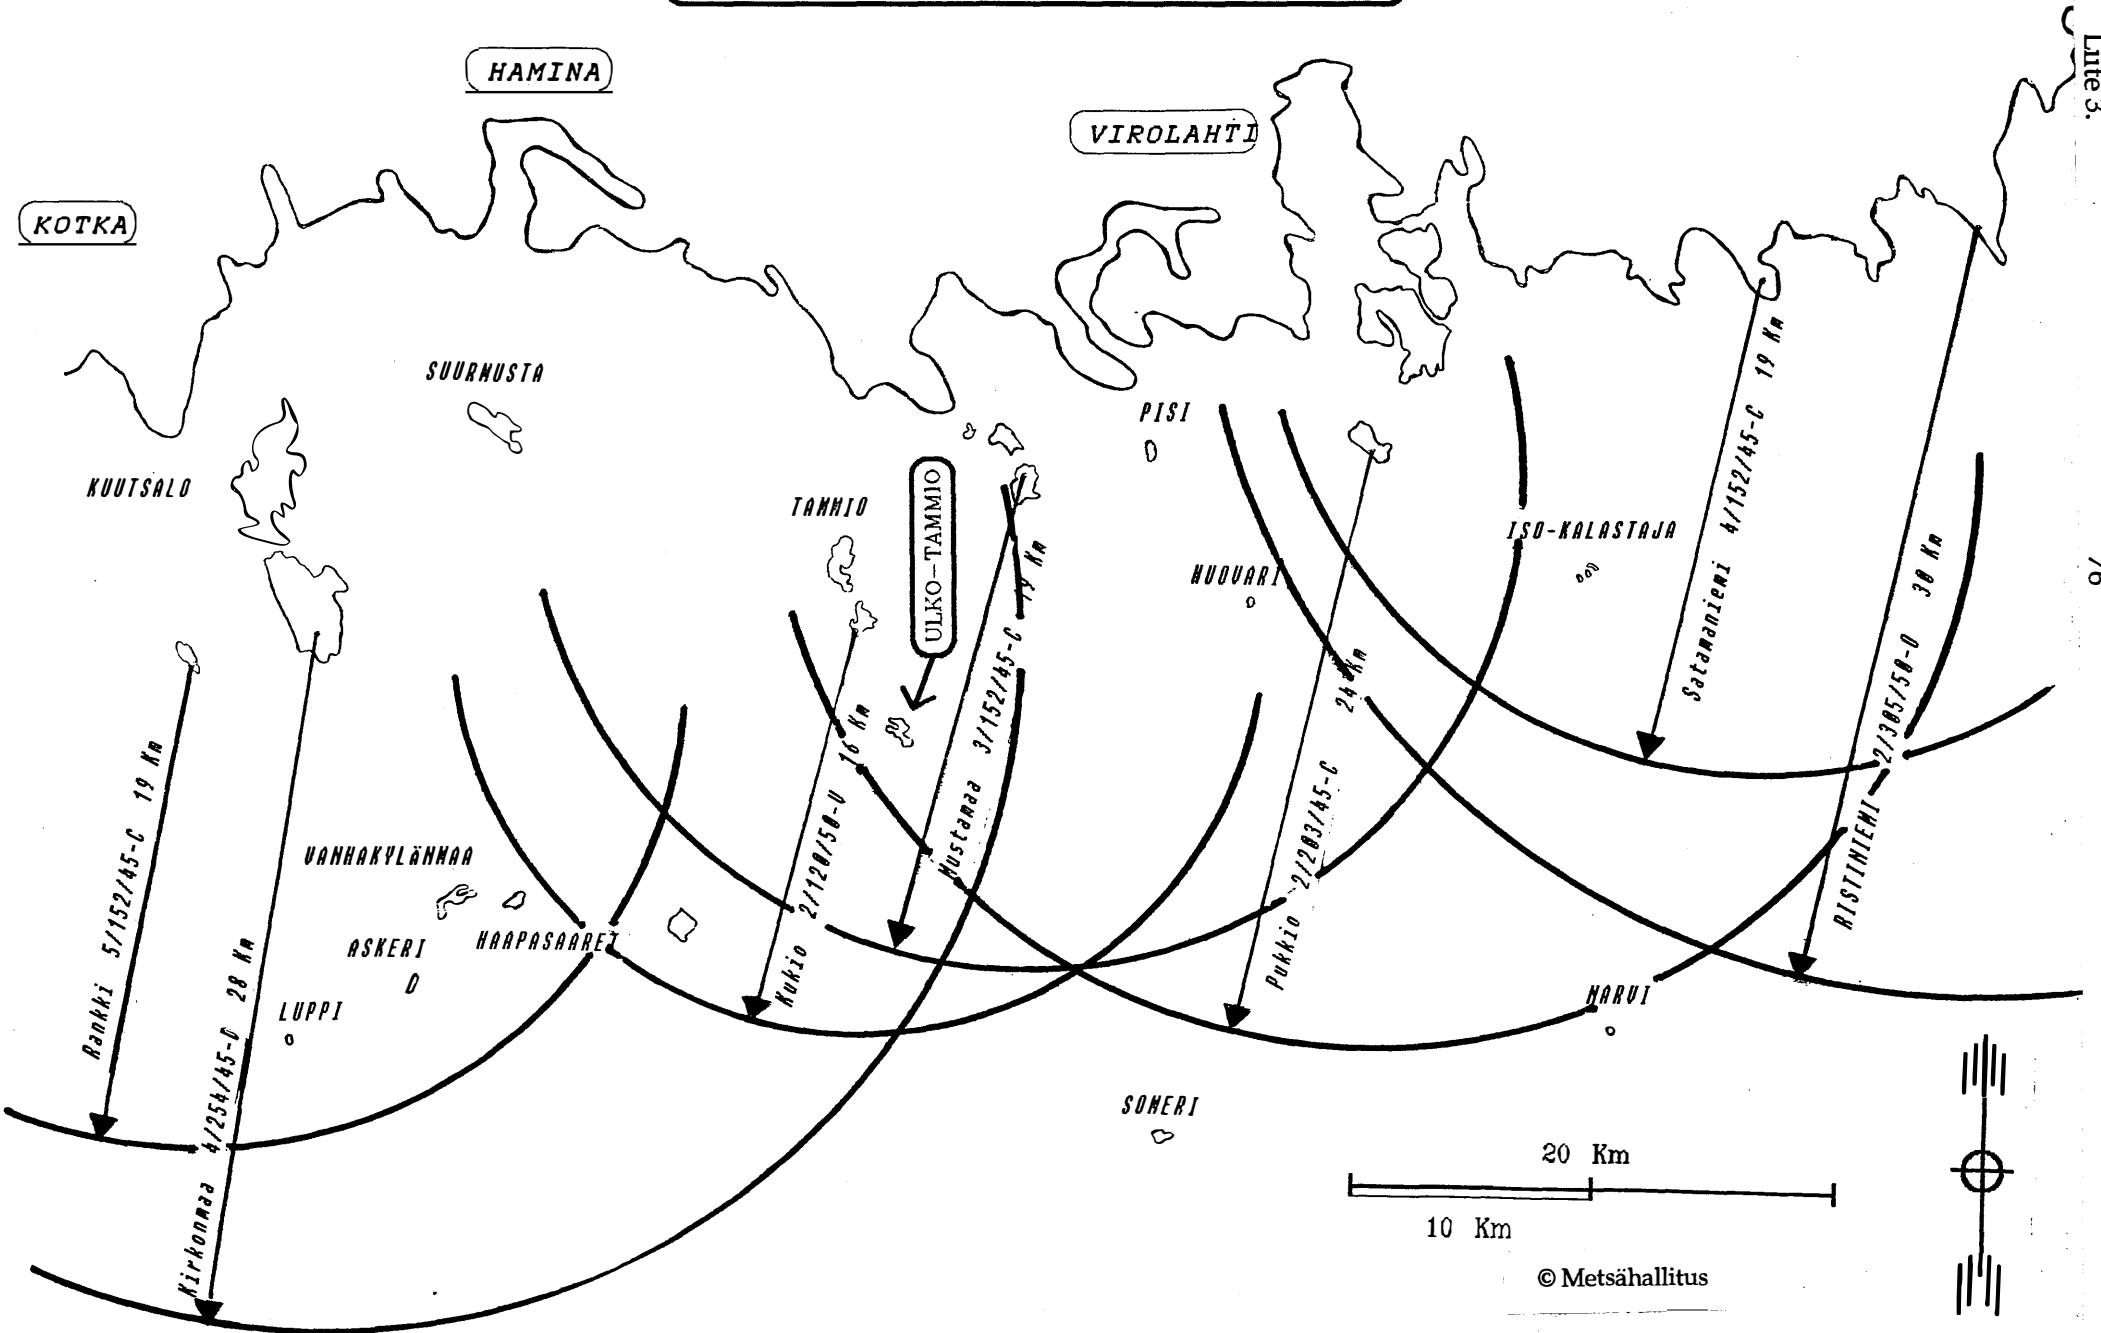 Liite 3.
HAMINA
VIROLAHTI
KOTKA
SUURMUSTA
PISI
KUUTSALO
TAMMIO
ULKO-TAMMIO
ISO-KALASTAJA
MUOVARI
VANHAKYLÄNMAA
ASKERI
HAAPASAARET
LUPPI
NARVI
SOMERI
Rankki 5/152/45-C 19 Km
Kirkonmaa 4/254/45-D 28 Km
Kukio 2/120/50-V 16 Km
Mustamaa 3/152/45-C 19 Km
Pukkio 2/203/45-C 24 Km
Satamaniemi 4/152/45-C 19 Km
RISTINIEMI 2/305/50-O 30 Km
20 Km
10 Km
© Metsähallitus